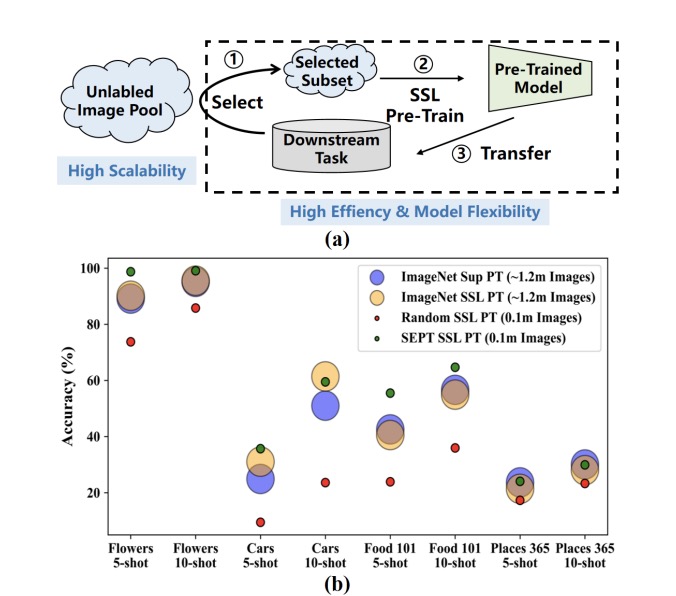 ①
②
Selected
Subset
Pre-Trained
Model
Unlabled
Image Pool
Select
SSL
Pre-Train
Downstream
Task
③ Transfer
High Scalability
High Effiency & Model Flexibility
(a)
ImageNet Sup PT (~1.2m Images)
ImageNet SSL PT (~1.2m Images)
Random SSL PT (0.1m Images)
SEPT SSL PT (0.1m Images)
Accuracy (%)
100
80
60
40
20
Flowers
5-shot
Flowers
10-shot
Cars
5-shot
Cars
10-shot
Food 101
5-shot
Food 101
10-shot
Places 365
5-shot
Places 365
10-shot
(b)